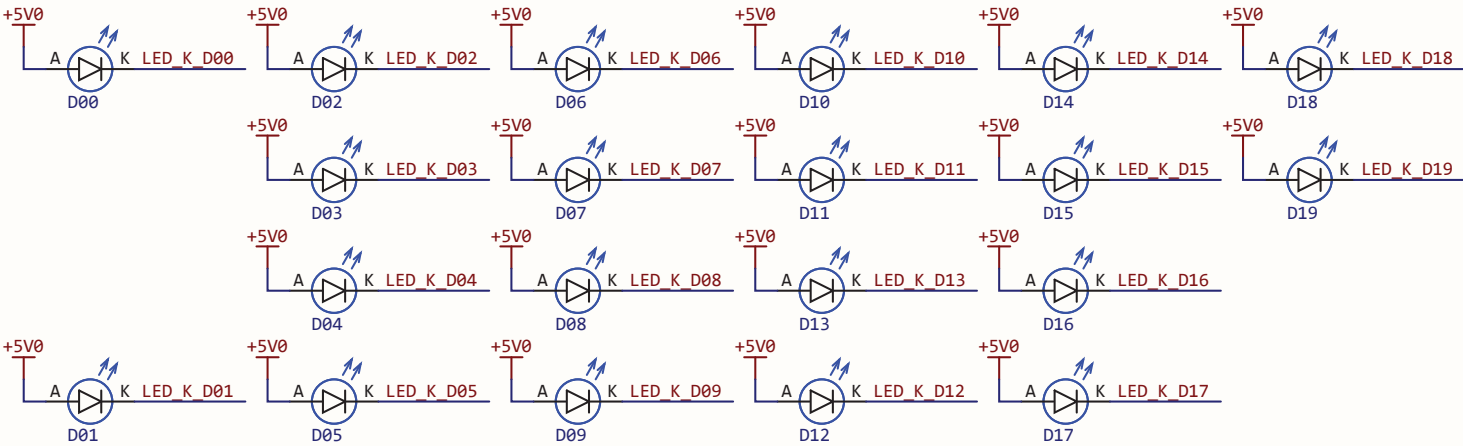 +5V0 +5V0 +5V0 +5V0 +5V0 +5V0
A K LED_K_D00 A K LED_K_D02 A K LED_K_D06 A K LED_K_D10 A K LED_K_D14 A K LED_K_D18
D00 D02 D06 D10 D14 D18
+5V0 +5V0 +5V0 +5V0 +5V0
A K LED_K_D03 A K LED_K_D07 A K LED_K_D11 A K LED_K_D15 A K LED_K_D19
D03 D07 D11 D15 D19
+5V0 +5V0 +5V0 +5V0
A K LED_K_D04 A K LED_K_D08 A K LED_K_D13 A K LED_K_D16
D04 D08 D13 D16
+5V0 +5V0 +5V0 +5V0 +5V0
A K LED_K_D01 A K LED_K_D05 A K LED_K_D09 A K LED_K_D12 A K LED_K_D17
D01 D05 D09 D12 D17